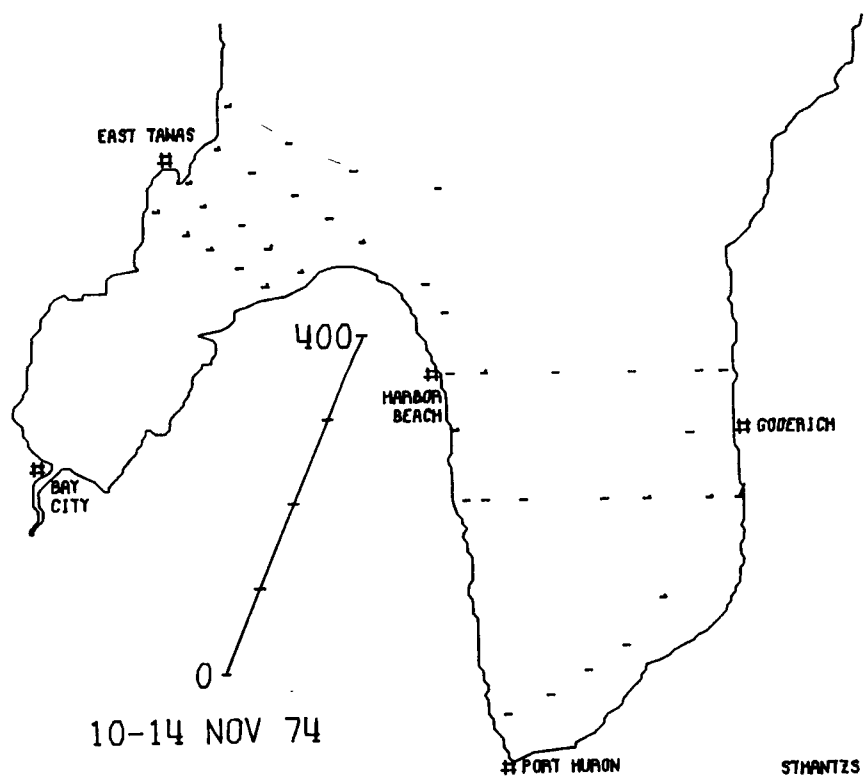 EAST TAWAS
400
HARBOR
BEACH
GODERICH
BAY
CITY
0
10-14 NOV 74
PORT HURON
STMANTZS